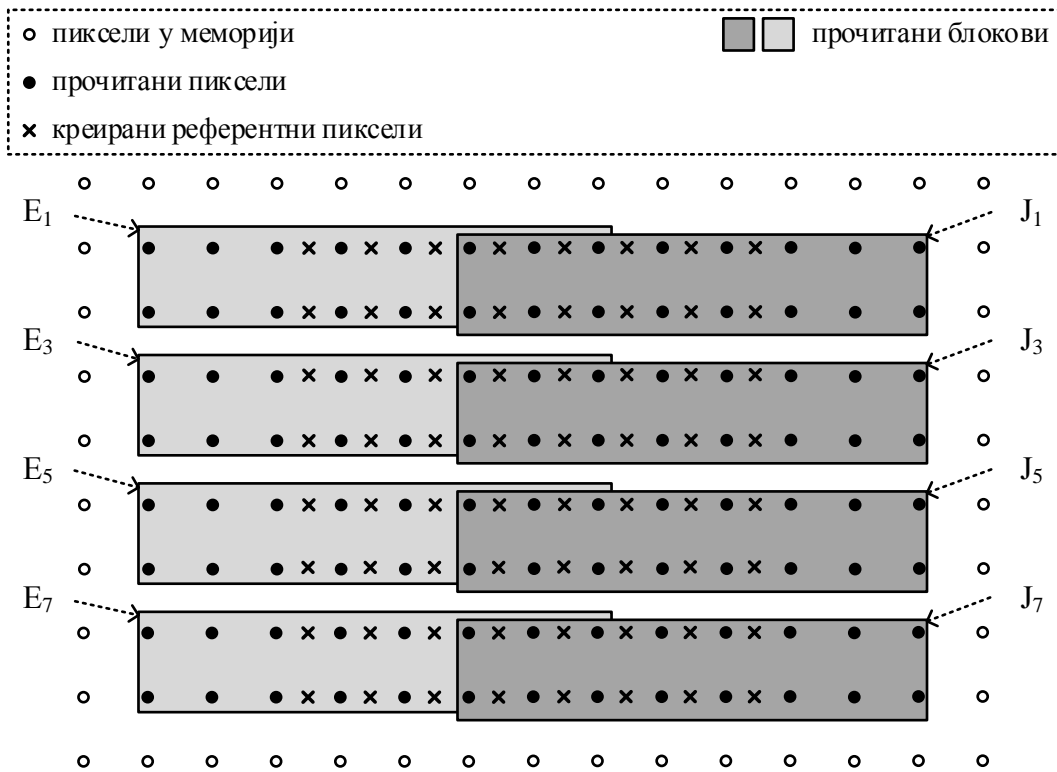 пиксели у меморији
прочитани блокови
прочитани пиксели
креирани референтни пиксели
E₁
J₁
E₃
J₃
E₅
J₅
E₇
J₇